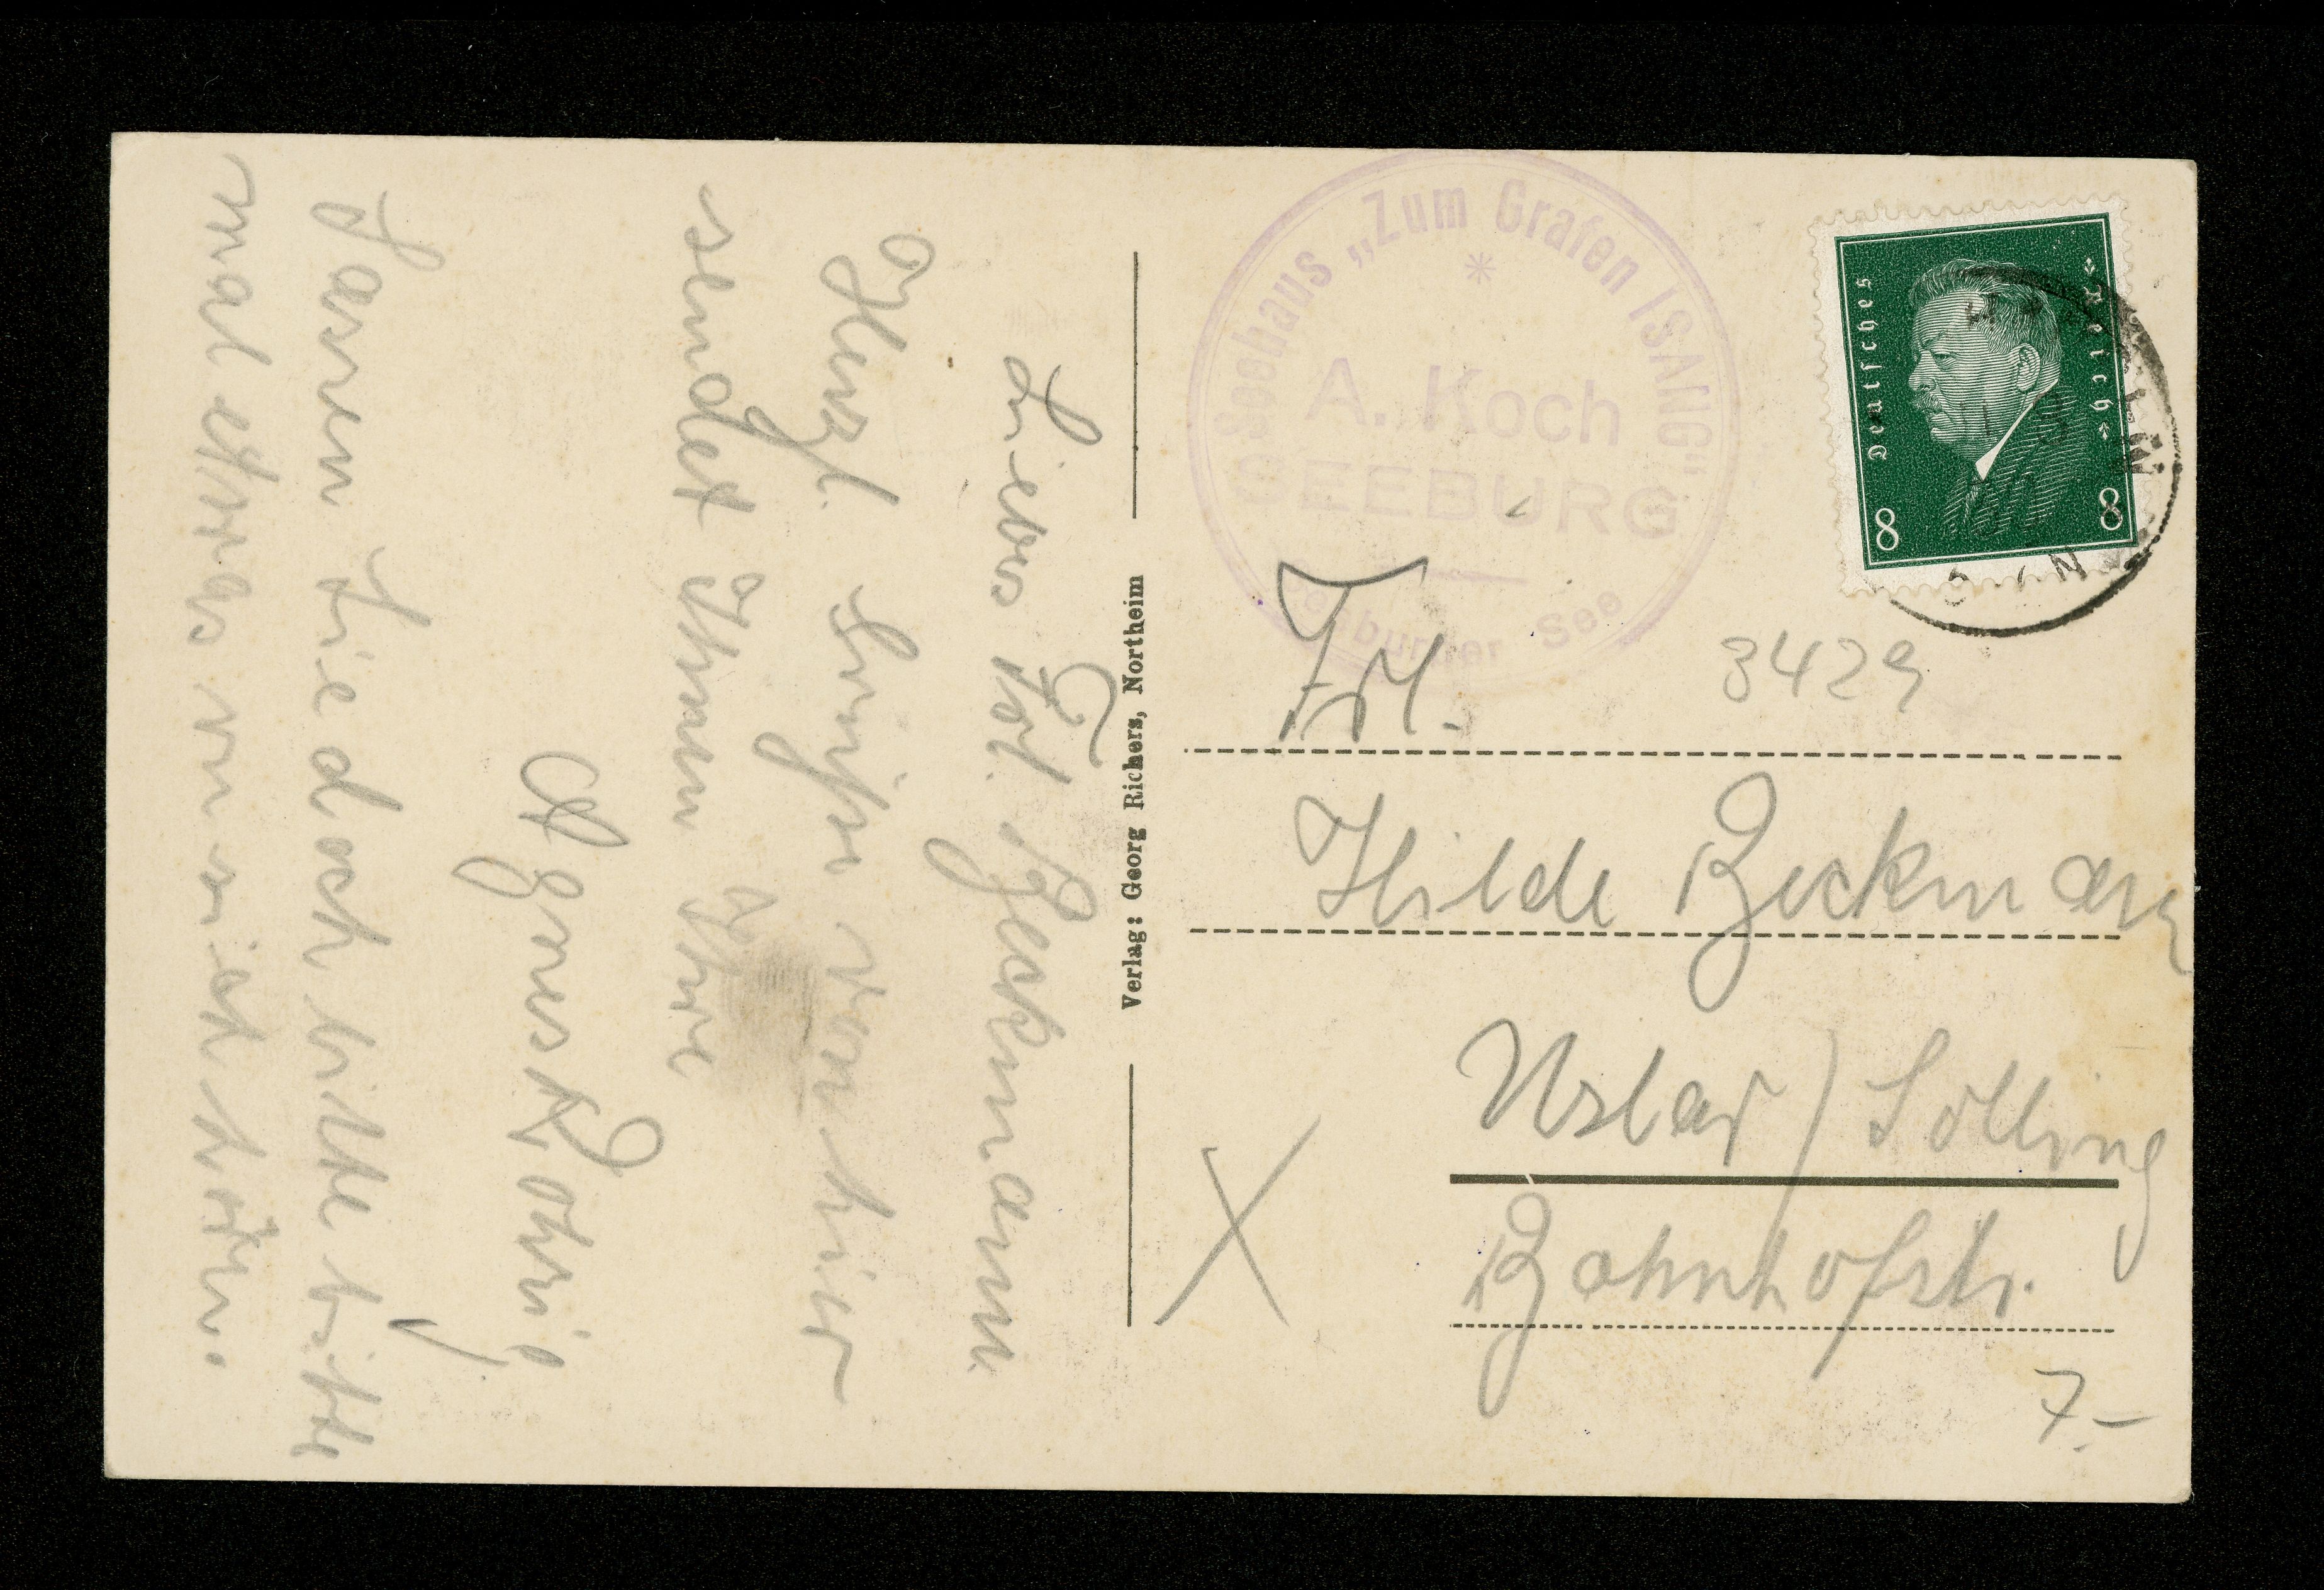 Liebes Frl. Beckmann.
Herzl. Grüße von hier
sendet Ihnen Ihre
Agnes
Lassen Sie doch bitte bitte
mal etwas von sich hören.
Verlag: Georg Richers, Northeim
Seehaus „Zum Grafen ISANG“
A. Koch
SEEBURG
Seeburger See
Deutsches Reich
8 8
3429
Frl.
Hilde Beckmann
Uslar / Solling
Bahnhofstr.
7.–